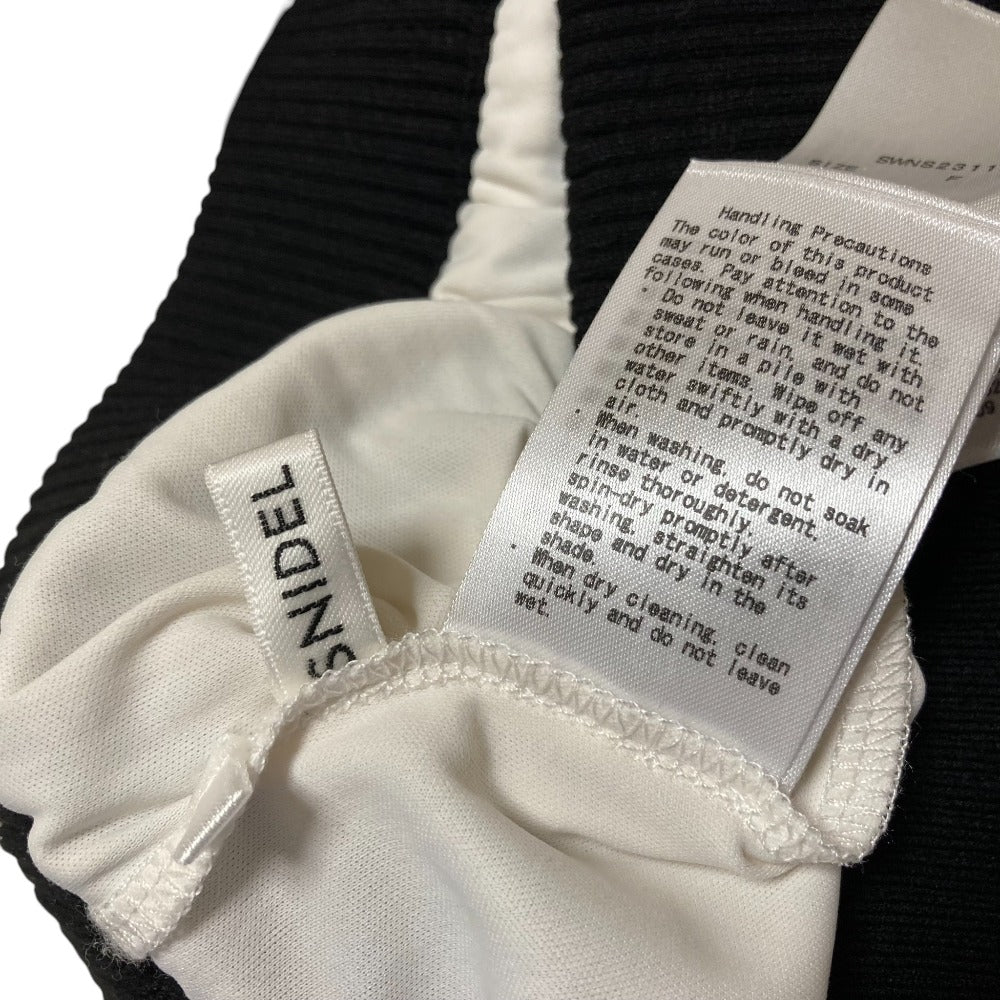 SWNS2311
SIZE F
Handling Precautions
The color of this product
may run or bleed in some
cases. Pay attention to the
following when handling it.
· Do not leave it wet with
sweat or rain, and do not
store in a pile with
other items. Wipe off any
water swiftly with a dry
cloth and promptly dry in
air.
· When washing, do not soak
in water or detergent.
rinse thoroughly.
spin-dry promptly after
washing, straighten its
shape and dry in the
shade.
· When dry cleaning, clean
quickly and do not leave
wet.
SNIDEL